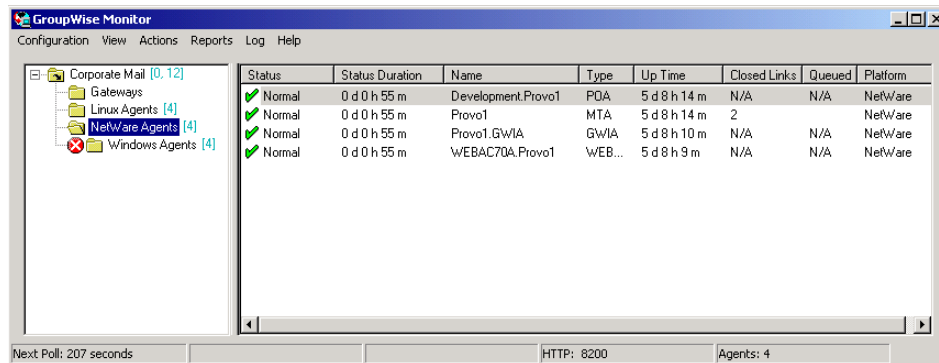 GroupWise Monitor
Configuration View Actions Reports Log Help
Corporate Mail [0, 12]
Gateways
Linux Agents [4]
NetWare Agents [4]
Windows Agents [4]
Status Status Duration Name Type Up Time Closed Links Queued Platform
Normal 0 d 0 h 55 m Development.Provo1 POA 5 d 8 h 14 m N/A N/A NetWare
Normal 0 d 0 h 55 m Provo1 MTA 5 d 8 h 14 m 2 NetWare
Normal 0 d 0 h 55 m Provo1.GWIA GWIA 5 d 8 h 10 m N/A N/A NetWare
Normal 0 d 0 h 55 m WEBAC70A.Provo1 WEB... 5 d 8 h 9 m N/A N/A NetWare
Next Poll: 207 seconds HTTP: 8200 Agents: 4